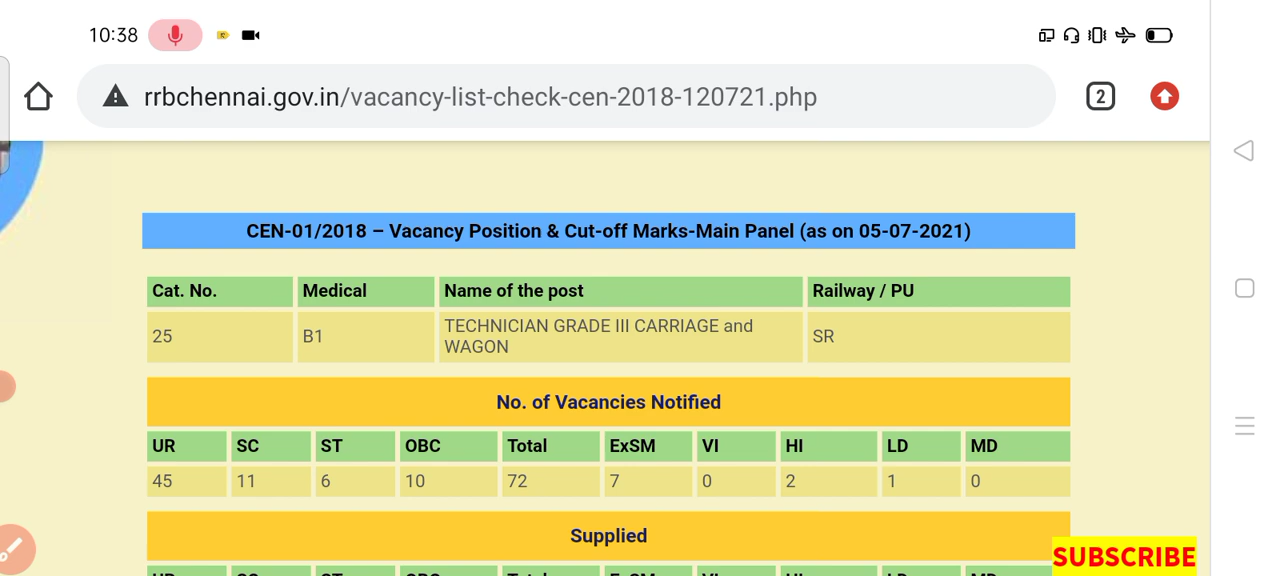 10:38
rrbchennai.gov.in/vacancy-list-check-cen-2018-120721.php
2
CEN-01/2018 – Vacancy Position & Cut-off Marks-Main Panel (as on 05-07-2021)
Cat. No. Medical Name of the post Railway / PU
25 B1 TECHNICIAN GRADE III CARRIAGE and WAGON SR
No. of Vacancies Notified
UR SC ST OBC Total ExSM VI HI LD MD
45 11 6 10 72 7 0 2 1 0
Supplied
SUBSCRIBE